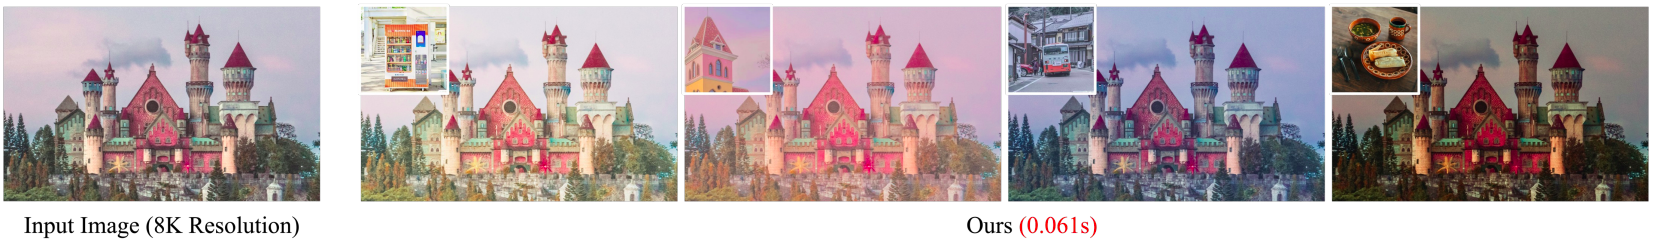 Input Image (8K Resolution)
Ours (0.061s)